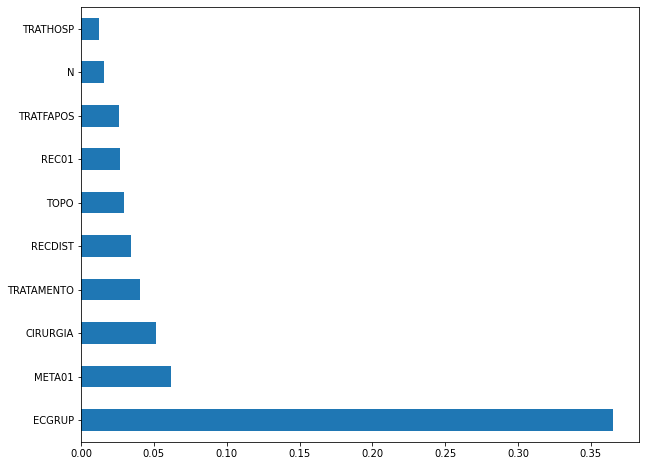 TRATHOSP
N
TRATFAPOS
REC01
TOPO
RECDIST
TRATAMENTO
CIRURGIA
META01
ECGRUP
0.00 0.05 0.10 0.15 0.20 0.25 0.30 0.35